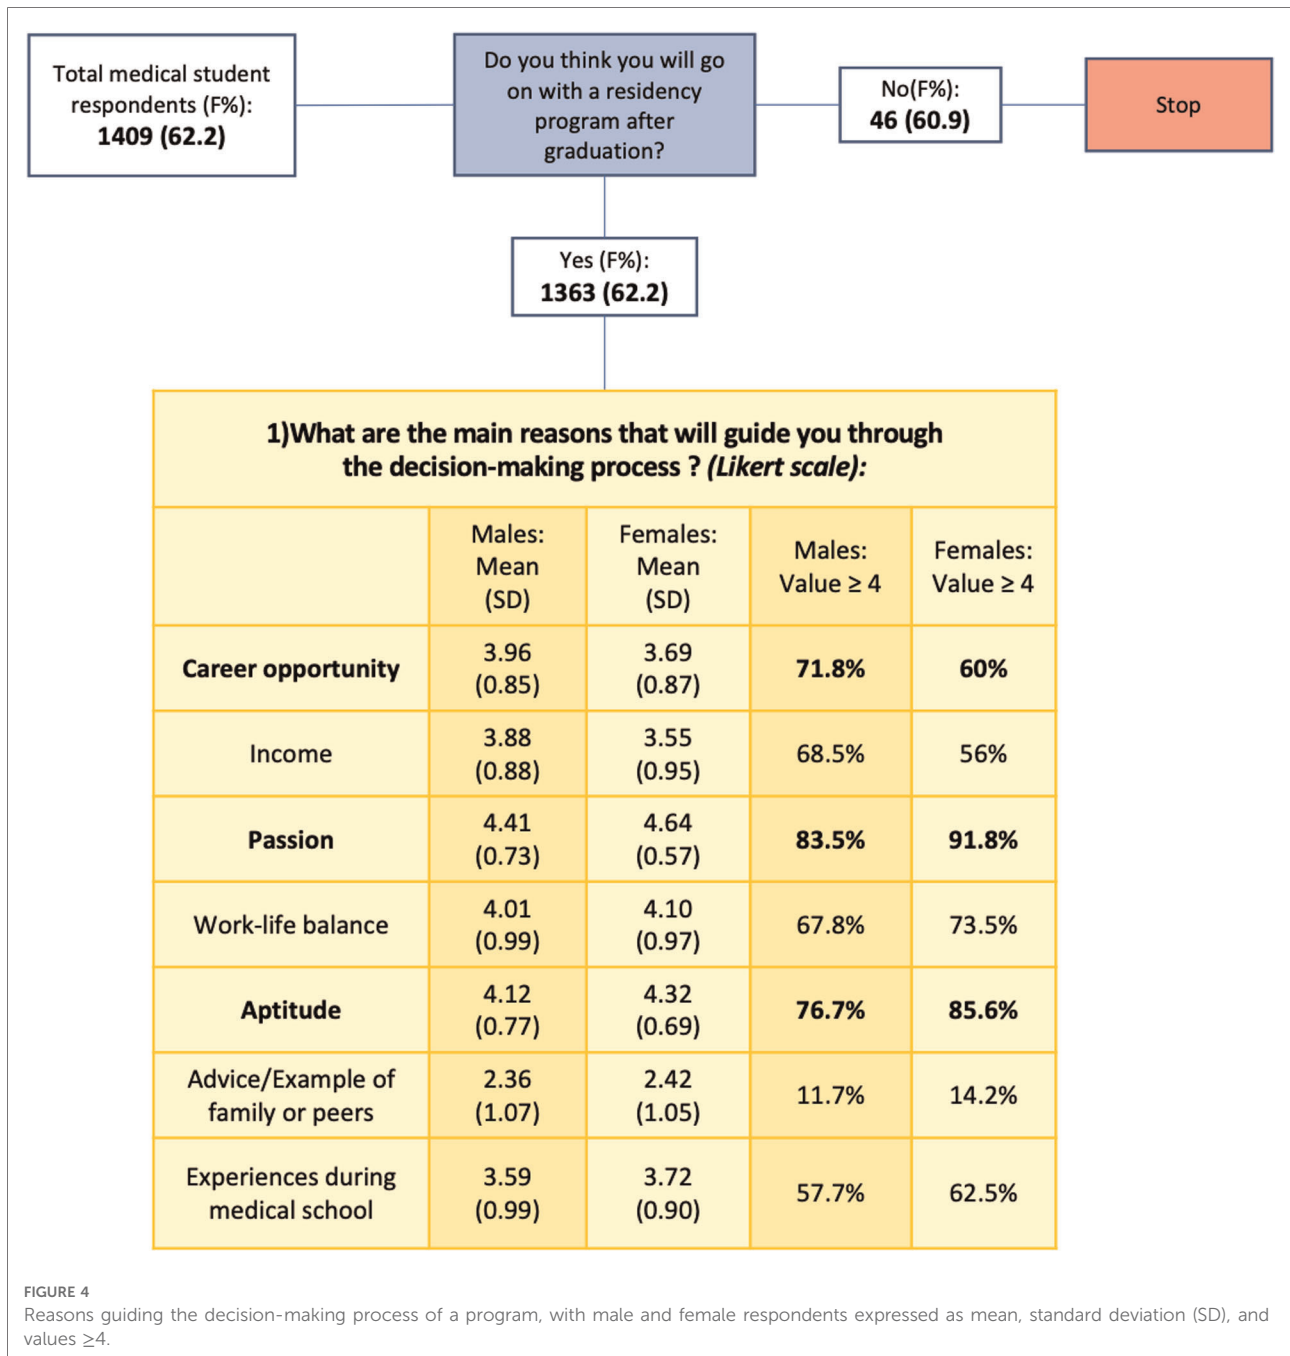 Total medical student
respondents (F%):
1409 (62.2)
Do you think you will go
on with a residency
program after
graduation?
No(F%):
46 (60.9)
Stop
Yes (F%):
1363 (62.2)
1)What are the main reasons that will guide you through
the decision-making process ? (Likert scale):
Males:
Mean
(SD)
Females:
Mean
(SD)
Males:
Value ≥ 4
Females:
Value ≥ 4
Career opportunity
3.96
(0.85)
3.69
(0.87)
71.8%
60%
Income
3.88
(0.88)
3.55
(0.95)
68.5%
56%
Passion
4.41
(0.73)
4.64
(0.57)
83.5%
91.8%
Work-life balance
4.01
(0.99)
4.10
(0.97)
67.8%
73.5%
Aptitude
4.12
(0.77)
4.32
(0.69)
76.7%
85.6%
Advice/Example of
family or peers
2.36
(1.07)
2.42
(1.05)
11.7%
14.2%
Experiences during
medical school
3.59
(0.99)
3.72
(0.90)
57.7%
62.5%
FIGURE 4
Reasons guiding the decision-making process of a program, with male and female respondents expressed as mean, standard deviation (SD), and
values ≥4.